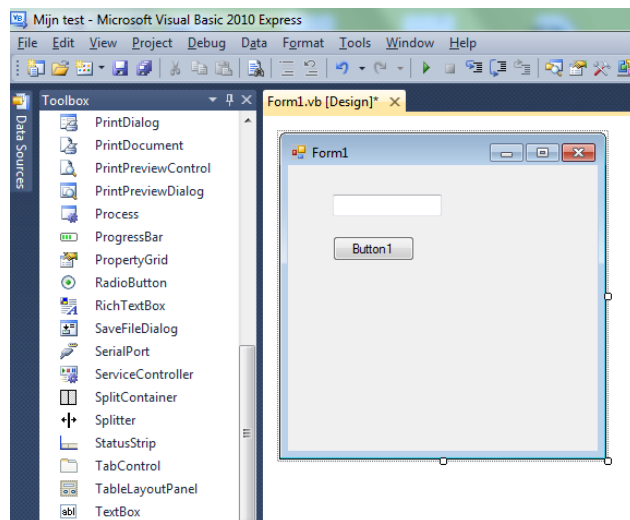 Mijn test - Microsoft Visual Basic 2010 Express
File Edit View Project Debug Data Format Tools Window Help
Toolbox
Form1.vb [Design]*
Data Sources
PrintDialog
PrintDocument
PrintPreviewControl
PrintPreviewDialog
Process
ProgressBar
PropertyGrid
RadioButton
RichTextBox
SaveFileDialog
SerialPort
ServiceController
SplitContainer
Splitter
StatusStrip
TabControl
TableLayoutPanel
abl TextBox
Form1
Button1